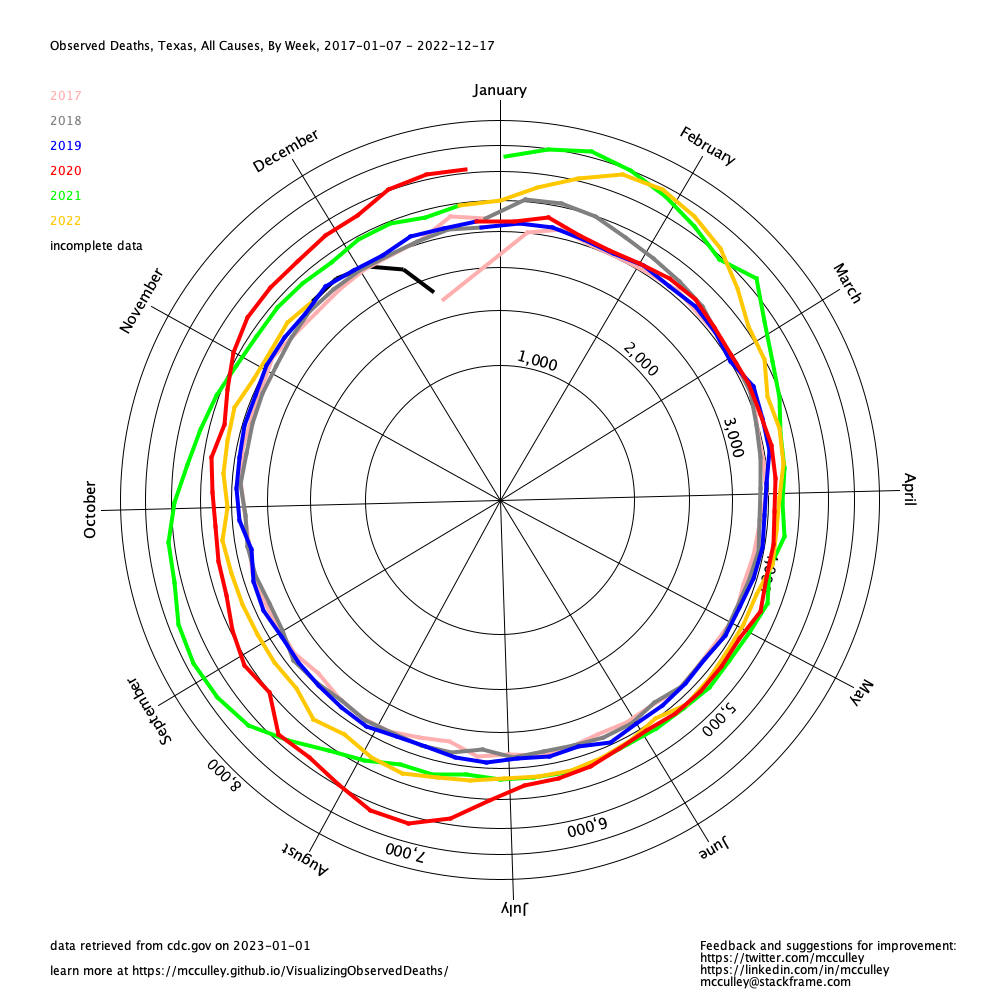 Observed Deaths, Texas, All Causes, By Week, 2017-01-07 - 2022-12-17
January
2017
2018
2019
2020
2021
2022
incomplete data
December
February
November
March
1,000
2,000
3,000
October
April
September
May
5,000
8,000
6,000
7,000
August
June
July
data retrieved from cdc.gov on 2023-01-01
learn more at https://mcculley.github.io/VisualizingObservedDeaths/
Feedback and suggestions for improvement:
https://twitter.com/mcculley
https://linkedin.com/in/mcculley
mcculley@stackframe.com